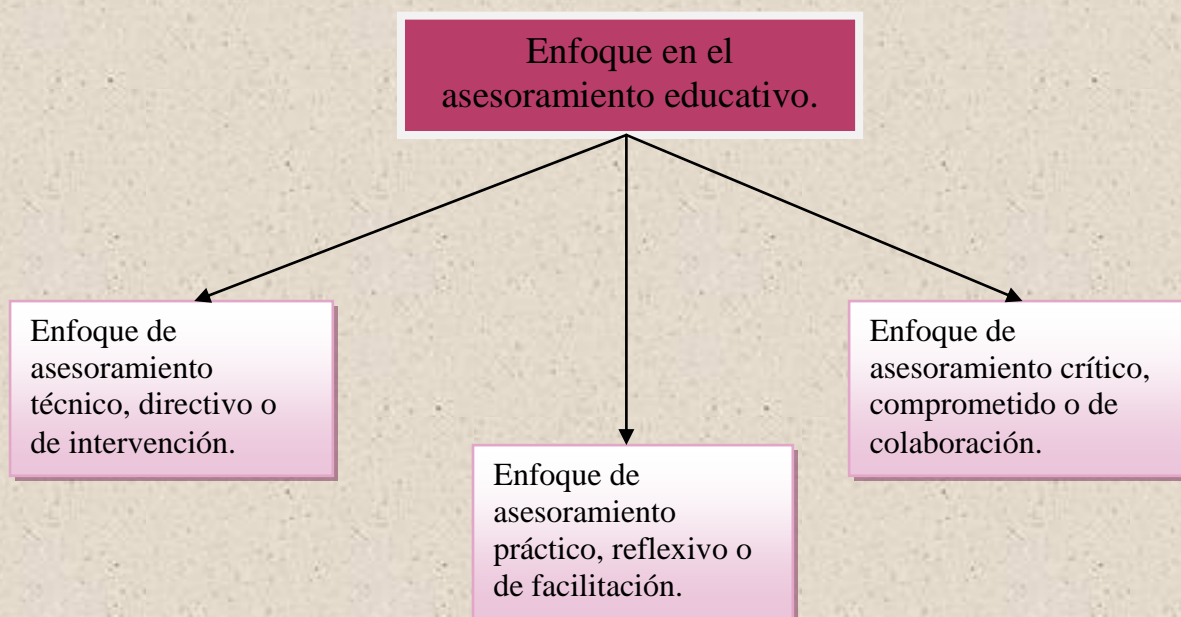 Enfoque en el
asesoramiento educativo.
Enfoque de
asesoramiento
técnico, directivo o
de intervención.
Enfoque de
asesoramiento
práctico, reflexivo o
de facilitación.
Enfoque de
asesoramiento crítico,
comprometido o de
colaboración.